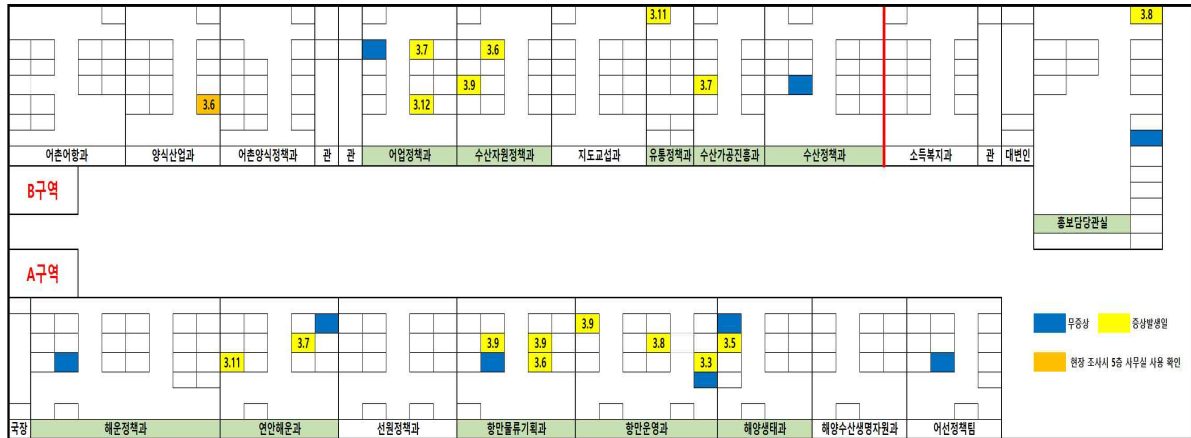 3.11
3.8
3.7
3.6
3.9
3.7
3.6
3.12
어촌어항과
양식산업과
어촌양식정책과
관
관
어업정책과
수산자원정책과
지도교섭과
유통정책과
수산가공진흥과
수산정책과
소득복지과
관
대변인
B구역
홍보담당관실
A구역
3.9
3.7
3.9
3.9
3.8
3.5
3.11
3.6
3.3
무증상
증상발생일
현장 조사시 5층 사무실 사용 확인
국장
해운정책과
연안해운과
선원정책과
항만물류기획과
항만운영과
해양생태과
해양수산생명자원과
어선정책팀